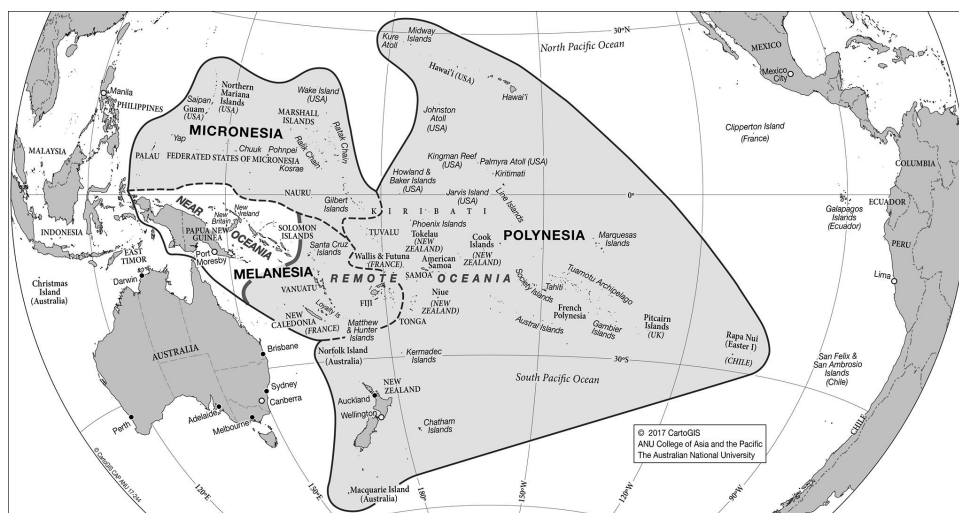 30°N
Kure
Atoll
Midway
Islands
North Pacific Ocean
MEXICO
Mexico
City
Hawai'i (USA)
Hawai'i
Manila
PHILIPPINES
Northern
Mariana
Islands
(USA)
Saipan,
Guam
(USA)
Wake Island
(USA)
MARSHALL
ISLANDS
Johnston
Atoll
(USA)
Clipperton Island
(France)
MICRONESIA
Ratak Chain
Ralik Chain
Yap
Chuuk
Pohnpei
Kosrae
MALAYSIA
PALAU
FEDERATED STATES OF MICRONESIA
Kingman Reef
(USA)
Palmyra Atoll (USA)
Kiritimati
Howland &
Baker Islands
(USA)
COLUMBIA
NAURU
Gilbert
Islands
Jarvis Island
(USA)
Line Islands
0°
ECUADOR
Galapagos
Islands
(Ecuador)
KIRIBATI
NEAR
OCEANIA
New
Britain
New
Ireland
INDONESIA
PAPUA NEW
GUINEA
Port
Moresby
SOLOMON
ISLANDS
Santa Cruz
Islands
TUVALU
Phoenix Islands
Tokelau
(NEW
ZEALAND)
Cook
Islands
(NEW
ZEALAND)
POLYNESIA
Marquesas
Islands
PERU
EAST
TIMOR
MELANESIA
Wallis & Futuna
(FRANCE)
American
Samoa
SAMOA
REMOTE OCEANIA
Society Islands
Tahiti
Tuamotu Archipelago
Lima
Christmas
Island
(Australia)
Darwin
VANUATU
Loyalty Is
FIJI
Niue
(NEW
ZEALAND)
French
Polynesia
NEW
CALEDONIA
(FRANCE)
Matthew
& Hunter
Islands
TONGA
Austral Islands
Gambier
Islands
Pitcairn
Islands
(UK)
Rapa Nui
(Easter I)
(CHILE)
AUSTRALIA
Brisbane
Norfolk Island
(Australia)
Kermadec
Islands
30°S
San Felix &
San Ambrosio
Islands
(Chile)
South Pacific Ocean
Sydney
Canberra
NEW
ZEALAND
Auckland
Wellington
Adelaide
Perth
Melbourne
Chatham
Islands
CHILE
© 2017 CartoGIS
ANU College of Asia and the Pacific
The Australian National University
© CartoGIS CAP ANU 17-244
Macquarie Island
(Australia)
120°E
150°E
180°
150°W
120°W
90°W